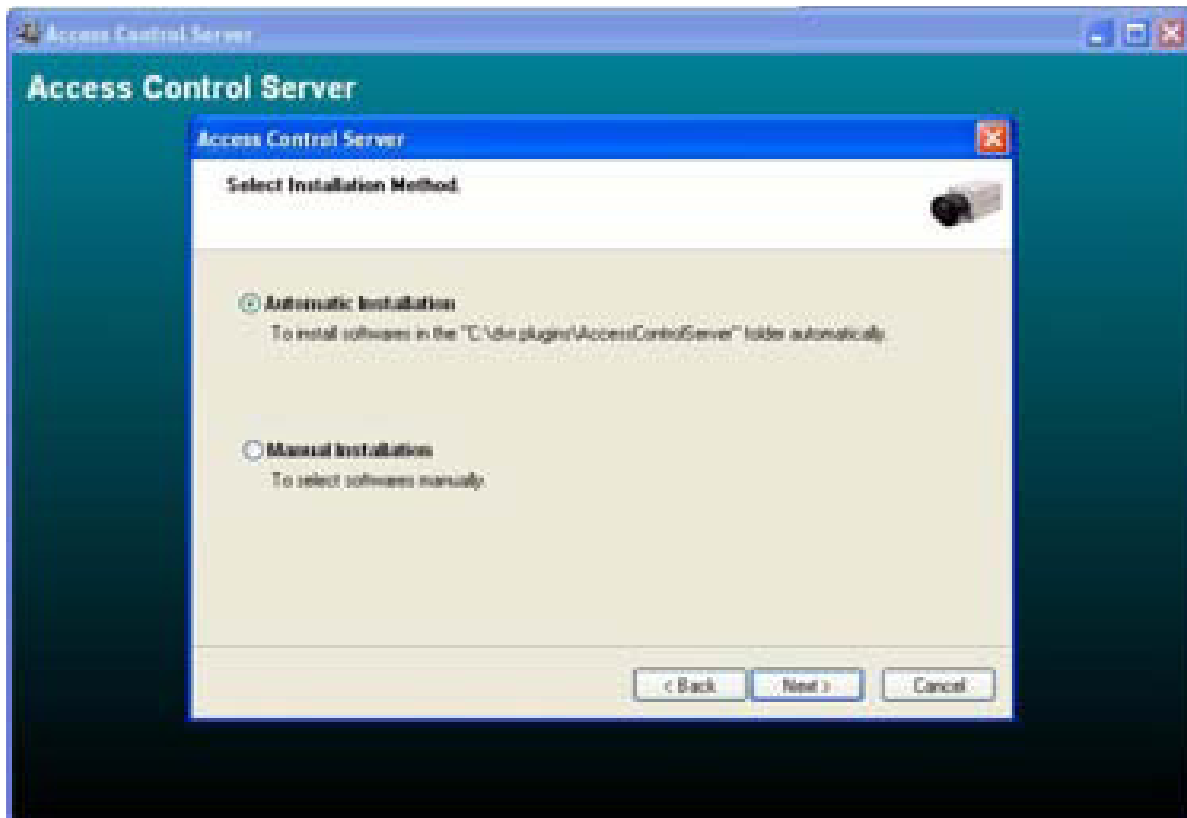 Access Control Server
Access Control Server
Access Control Server
Select Installation Method.
Automatic Installation
To install softwares in the "C:\dvr plugins\AccessControlServer" folder automatically.
Manual Installation
To select softwares manually.
< Back
Next >
Cancel